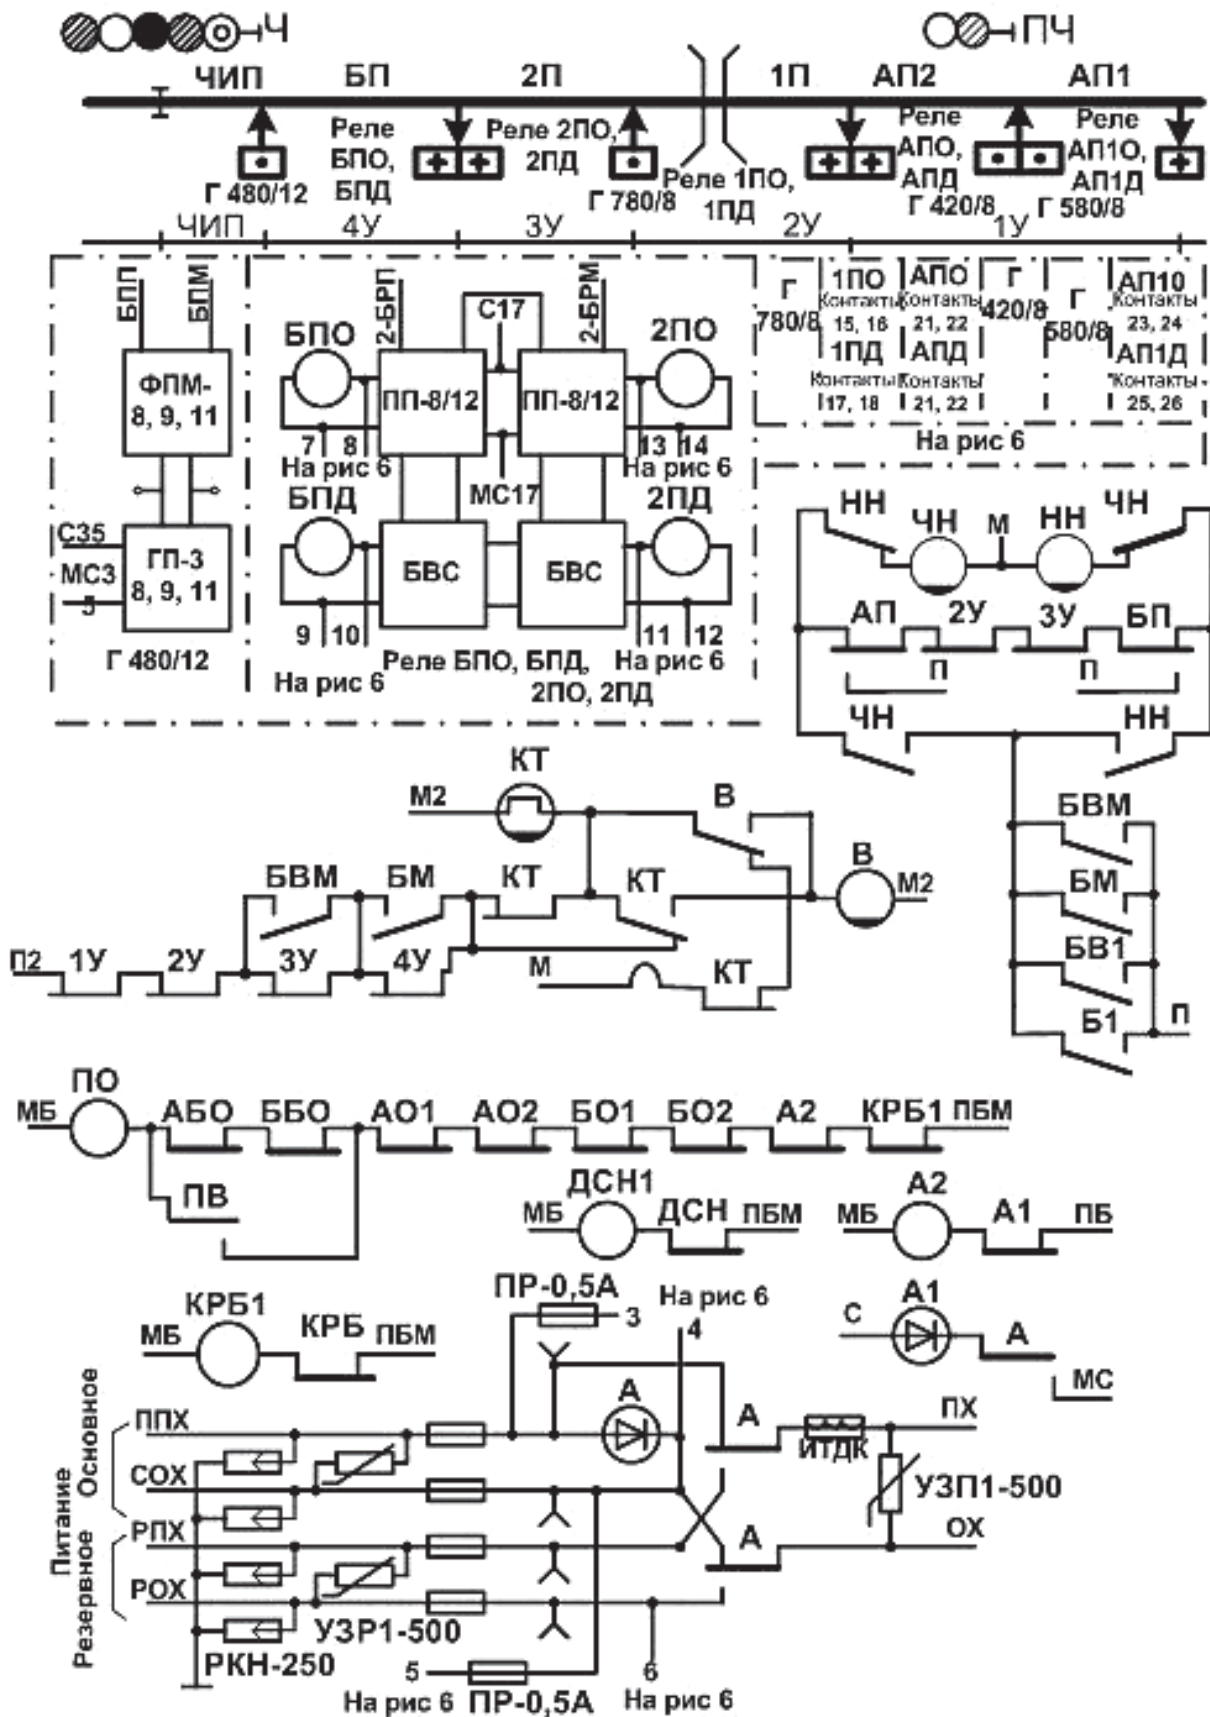 Ч ПЧ
ЧИП БП 2П 1П АП2 АП1
Реле БПО, БПД
Реле 2ПО, 2ПД
Реле 1ПО, 1ПД
Реле АПО, АПД
Реле АП1О, АП1Д
Г 480/12 Г 780/8 Г 420/8 Г 580/8
ЧИП 4У 3У 2У 1У
БПП БПМ
ФПМ-
8, 9, 11
С35
МС3
5
ГП-3
8, 9, 11
Г 480/12
2-БРП С17 2-БРМ
БПО 2ПО
ПП-8/12 ПП-8/12
7 8 13 14
На рис 6 На рис 6
МС17
БПД 2ПД
БВС БВС
9 10 11 12
На рис 6 На рис 6
Реле БПО, БПД,
2ПО, 2ПД
Г
780/8
1ПО
Контакты
15, 16
1ПД
Контакты
17, 18
АПО
Контакты
21, 22
АПД
Контакты
21, 22
Г
420/8
Г
580/8
АП10
Контакты
23, 24
АП1Д
Контакты
25, 26
На рис 6
НН ЧН М НН ЧН
АП 2У 3У БП
П П
ЧН НН
БВМ
БМ
БВ1
Б1 П
КТ
М2 В
В
М2
БВМ БМ КТ КТ
П2 1У 2У 3У 4У
М КТ
ПО
МБ АБО ББО АО1 АО2 БО1 БО2 А2 КРБ1 ПБМ
ПВ
ДСН1
МБ ДСН ПБМ
А2
МБ А1 ПБ
КРБ1
МБ КРБ ПБМ
ПР-0,5А
3
На рис 6
4
А1
С А
МС
Питание
Основное
Резервное
ППХ
СОХ
РПХ
РОХ
А
А
А
ИТДК
ПХ
УЗП1-500
ОХ
УЗР1-500
РКН-250
5
На рис 6
ПР-0,5А
6
На рис 6